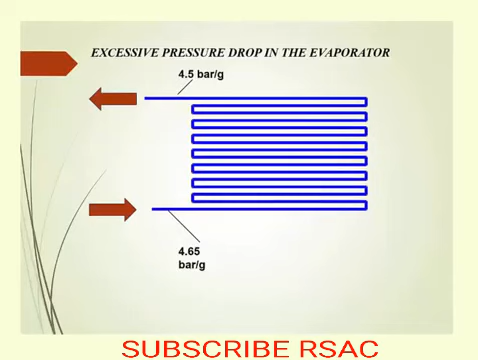 EXCESSIVE PRESSURE DROP IN THE EVAPORATOR
4.5 bar/g
4.65
bar/g
SUBSCRIBE RSAC